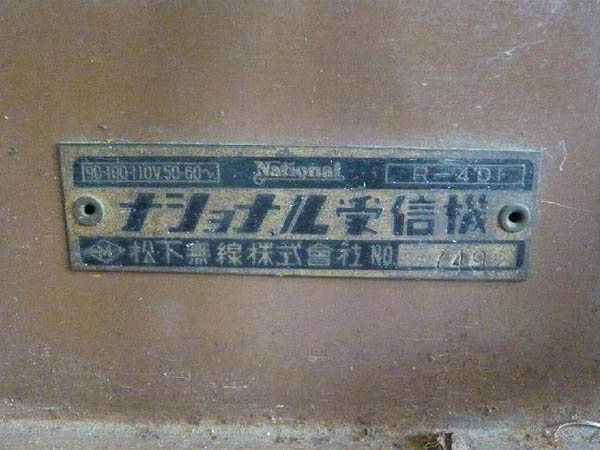 90-100-110V 50-60～ National R-4D1
ナショナル受信機
松下無線株式會社 NO. 749